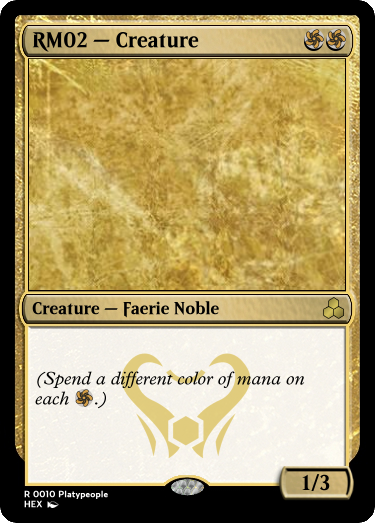 RM02 — Creature
Creature — Faerie Noble
(Spend a different color of mana on
each .)
1/3
R 0010 Platypeople
HEX